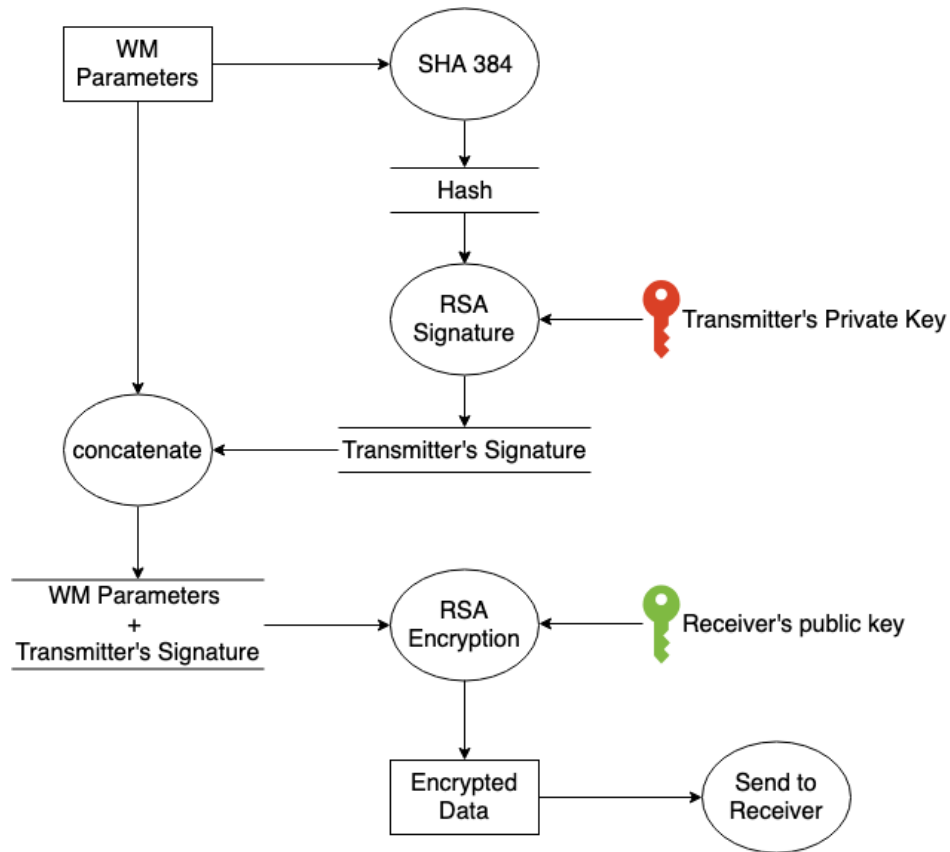 WM
Parameters
SHA 384
Hash
RSA
Signature
Transmitter's Private Key
concatenate
Transmitter's Signature
WM Parameters
+
Transmitter's Signature
RSA
Encryption
Receiver's public key
Encrypted
Data
Send to
Receiver